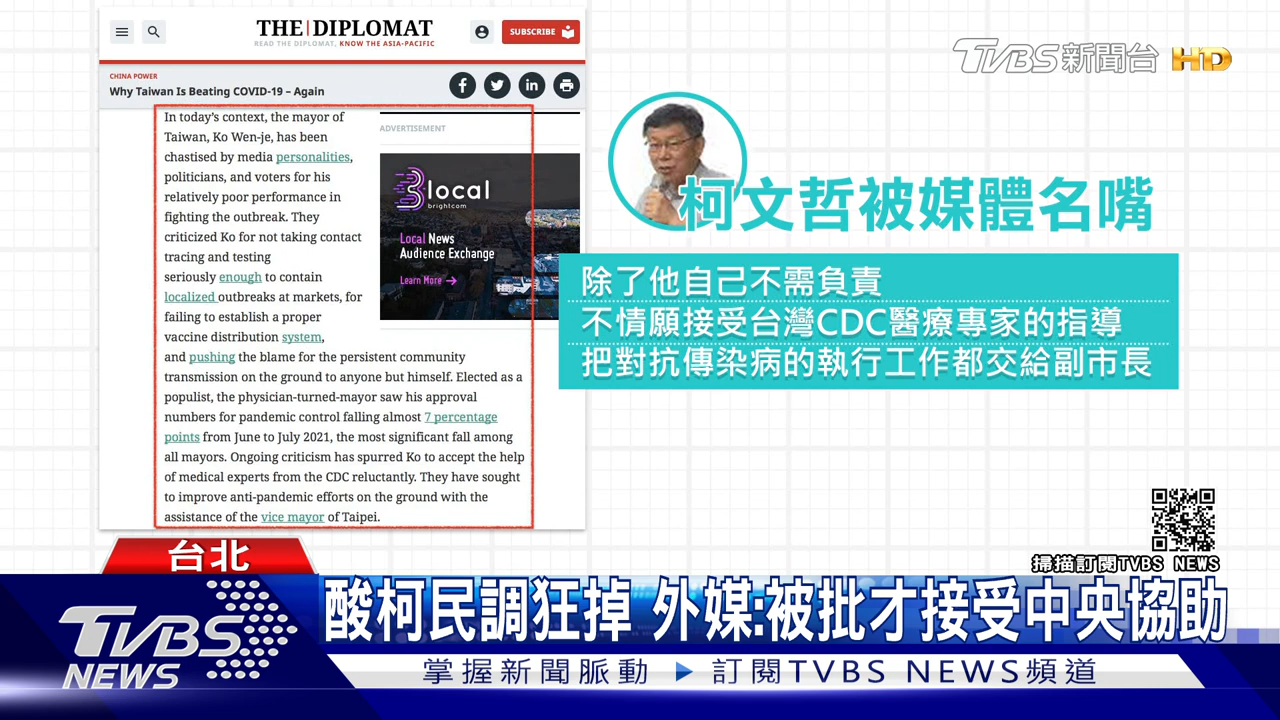 THE|DIPLOMAT
READ THE DIPLOMAT, KNOW THE ASIA-PACIFIC
SUBSCRIBE
CHINA POWER
Why Taiwan Is Beating COVID-19 – Again
In today's context, the mayor of
Taiwan, Ko Wen-je, has been
chastised by media personalities,
politicians, and voters for his
relatively poor performance in
fighting the outbreak. They
criticized Ko for not taking contact
tracing and testing
seriously enough to contain
localized outbreaks at markets, for
failing to establish a proper
vaccine distribution system,
and pushing the blame for the persistent community
transmission on the ground to anyone but himself. Elected as a
populist, the physician-turned-mayor saw his approval
numbers for pandemic control falling almost 7 percentage
points from June to July 2021, the most significant fall among
all mayors. Ongoing criticism has spurred Ko to accept the help
of medical experts from the CDC reluctantly. They have sought
to improve anti-pandemic efforts on the ground with the
assistance of the vice mayor of Taipei.
ADVERTISEMENT
local
brightcom
Local News
Audience Exchange
Learn More →
TVBS新聞台 HD
柯文哲被媒體名嘴
除了他自己不需負責
不情願接受台灣CDC醫療專家的指導
把對抗傳染病的執行工作都交給副市長
掃描訂閱TVBS NEWS
台北
酸柯民調狂掉 外媒:被批才接受中央協助
TVBS
NEWS
掌握新聞脈動 ▶ 訂閱TVBS NEWS頻道